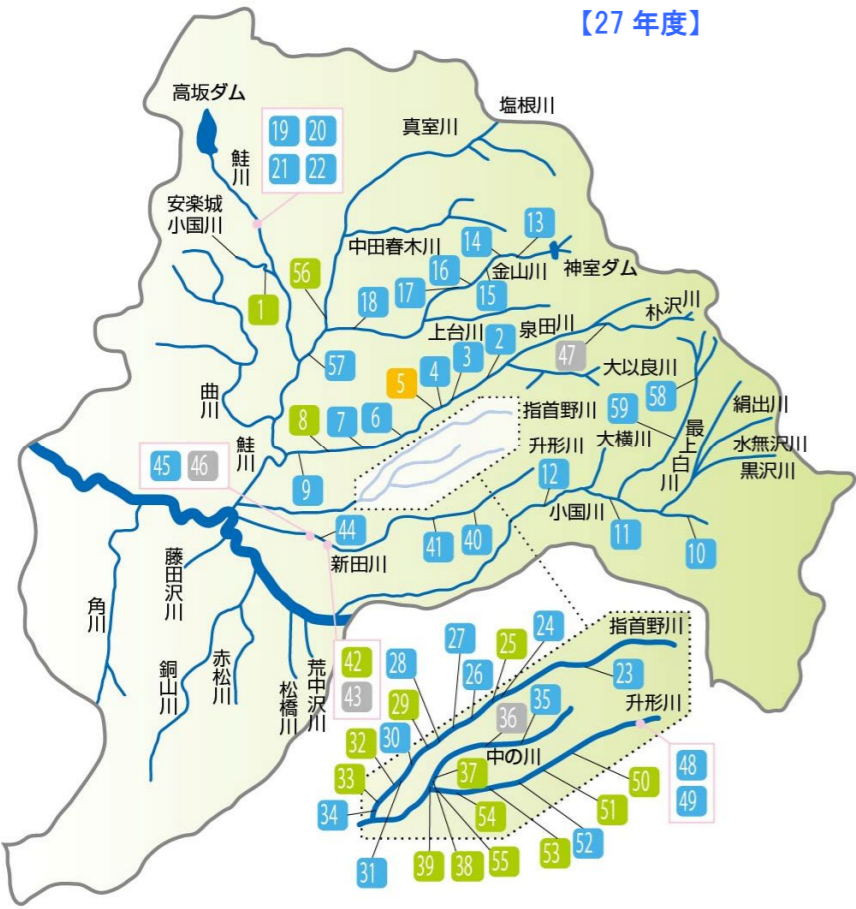 【27年度】
高坂ダム
塩根川
真室川
19 20
21 22
鮭川
安楽城
小国川
中田春木川
14 13
56
16
金山川
神室ダム
1
18 17 15
朴沢川
上台川 泉田川
2
3
4
5
47
57
大以良川
58
59
絹出川
曲川
8 7 6
指首野川
大横川
最上白川
水無沢川
黒沢川
鮭川
升形川
45 46
9
12
小国川
44
41 40
11
10
新田川
藤田沢川
角川
赤松川
銅山川
松橋川
荒中沢川
42
43
指首野川
24
25
27
26
28
23
29
36 35
升形川
30
中の川
32
33
37
48
49
50
34
54
51
31
39 38 55
53 52